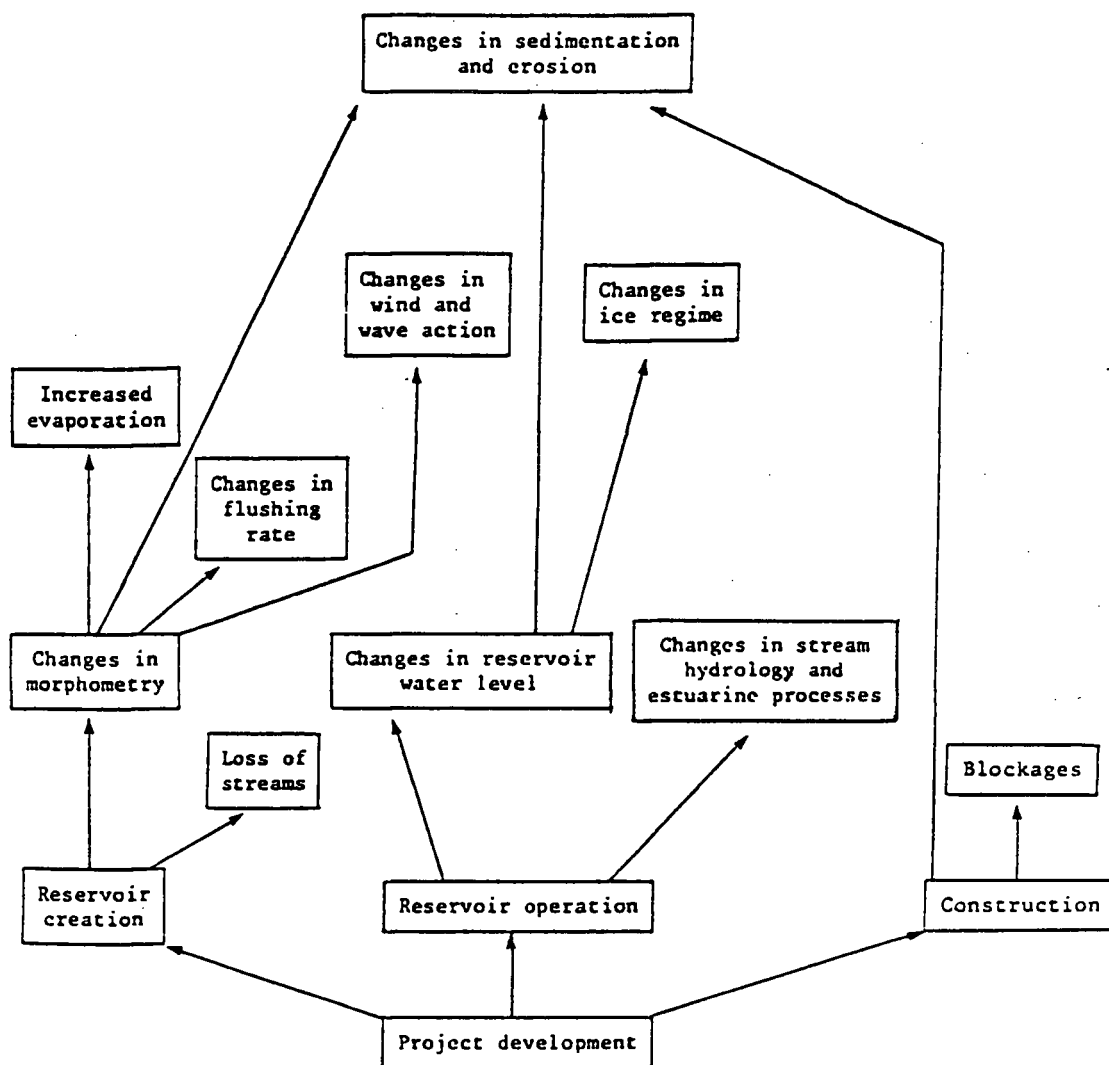 Changes in sedimentation
and erosion
Changes in
wind and
wave action
Changes in
ice regime
Increased
evaporation
Changes in
flushing
rate
Changes in
morphometry
Changes in reservoir
water level
Changes in stream
hydrology and
estuarine processes
Loss of
streams
Blockages
Reservoir
creation
Reservoir operation
Construction
Project development